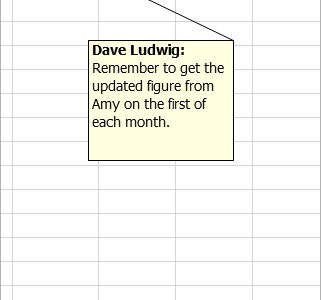 Dave Ludwig:
Remember to get the
updated figure from
Amy on the first of
each month.